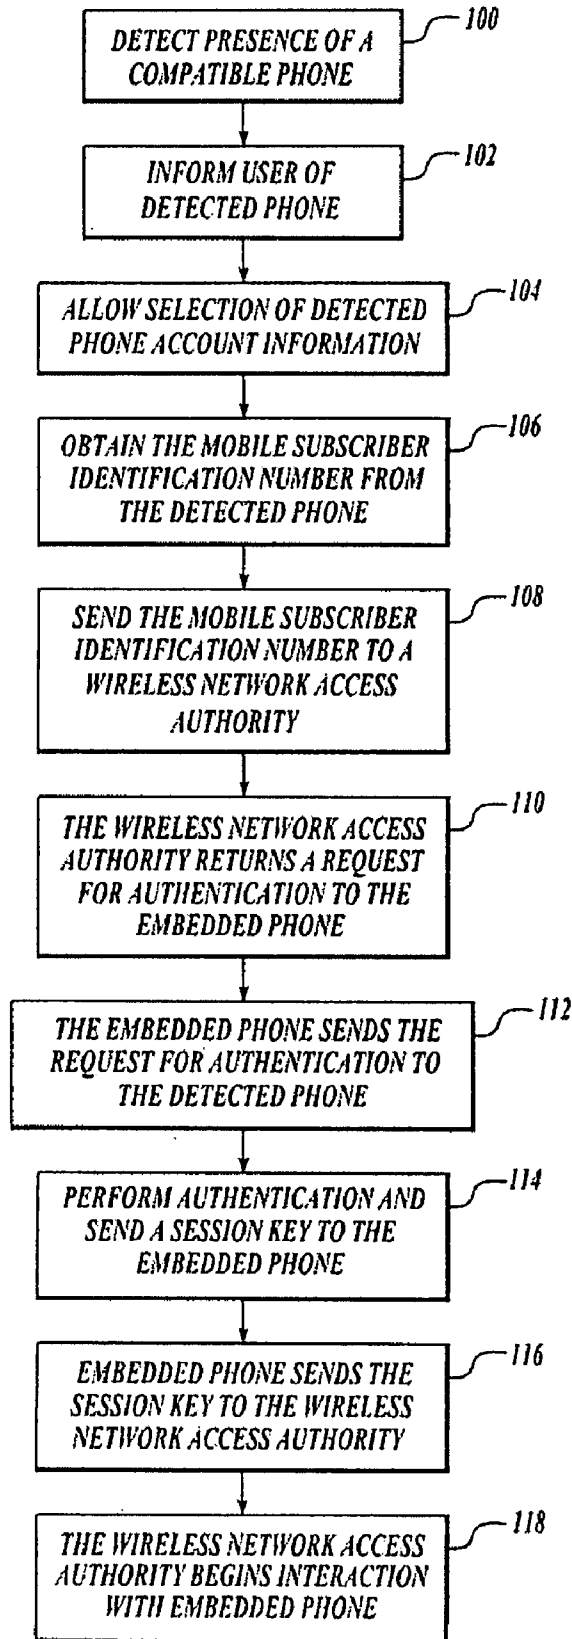 DETECT PRESENCE OF A
COMPATIBLE PHONE
100
INFORM USER OF
DETECTED PHONE
102
ALLOW SELECTION OF DETECTED
PHONE ACCOUNT INFORMATION
104
OBTAIN THE MOBILE SUBSCRIBER
IDENTIFICATION NUMBER FROM
THE DETECTED PHONE
106
SEND THE MOBILE SUBSCRIBER
IDENTIFICATION NUMBER TO A
WIRELESS NETWORK ACCESS
AUTHORITY
108
THE WIRELESS NETWORK ACCESS
AUTHORITY RETURNS A REQUEST
FOR AUTHENTICATION TO THE
EMBEDDED PHONE
110
THE EMBEDDED PHONE SENDS THE
REQUEST FOR AUTHENTICATION TO
THE DETECTED PHONE
112
PERFORM AUTHENTICATION AND
SEND A SESSION KEY TO THE
EMBEDDED PHONE
114
EMBEDDED PHONE SENDS THE
SESSION KEY TO THE WIRELESS
NETWORK ACCESS AUTHORITY
116
THE WIRELESS NETWORK ACCESS
AUTHORITY BEGINS INTERACTION
WITH EMBEDDED PHONE
118